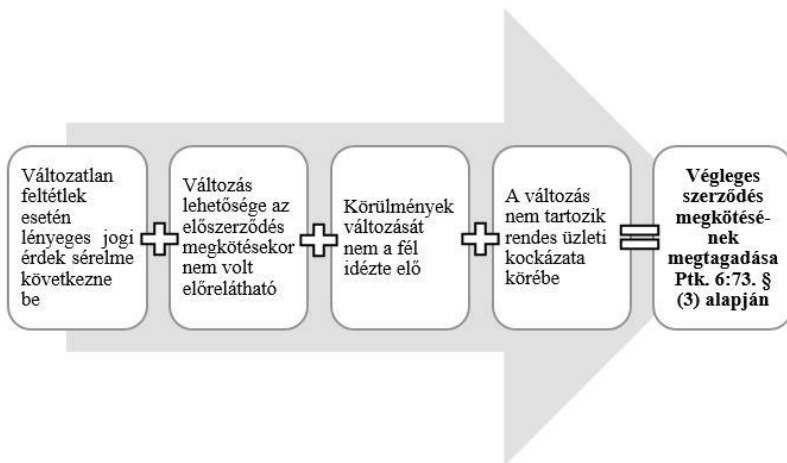 Változatlan
feltétlek
esetén
lényeges jogi
érdek sérelme
következne
be
Változás
lehetősége az
előszerződés
megkötésekor
nem volt
előrelátható
Körülmények
változását
nem a fél
idézte elő
A változás
nem tartozik
rendes üzleti
kockázata
körébe
Végleges
szerződés
megkötésé-
nek
megtagadása
Ptk. 6:73. §
(3) alapján